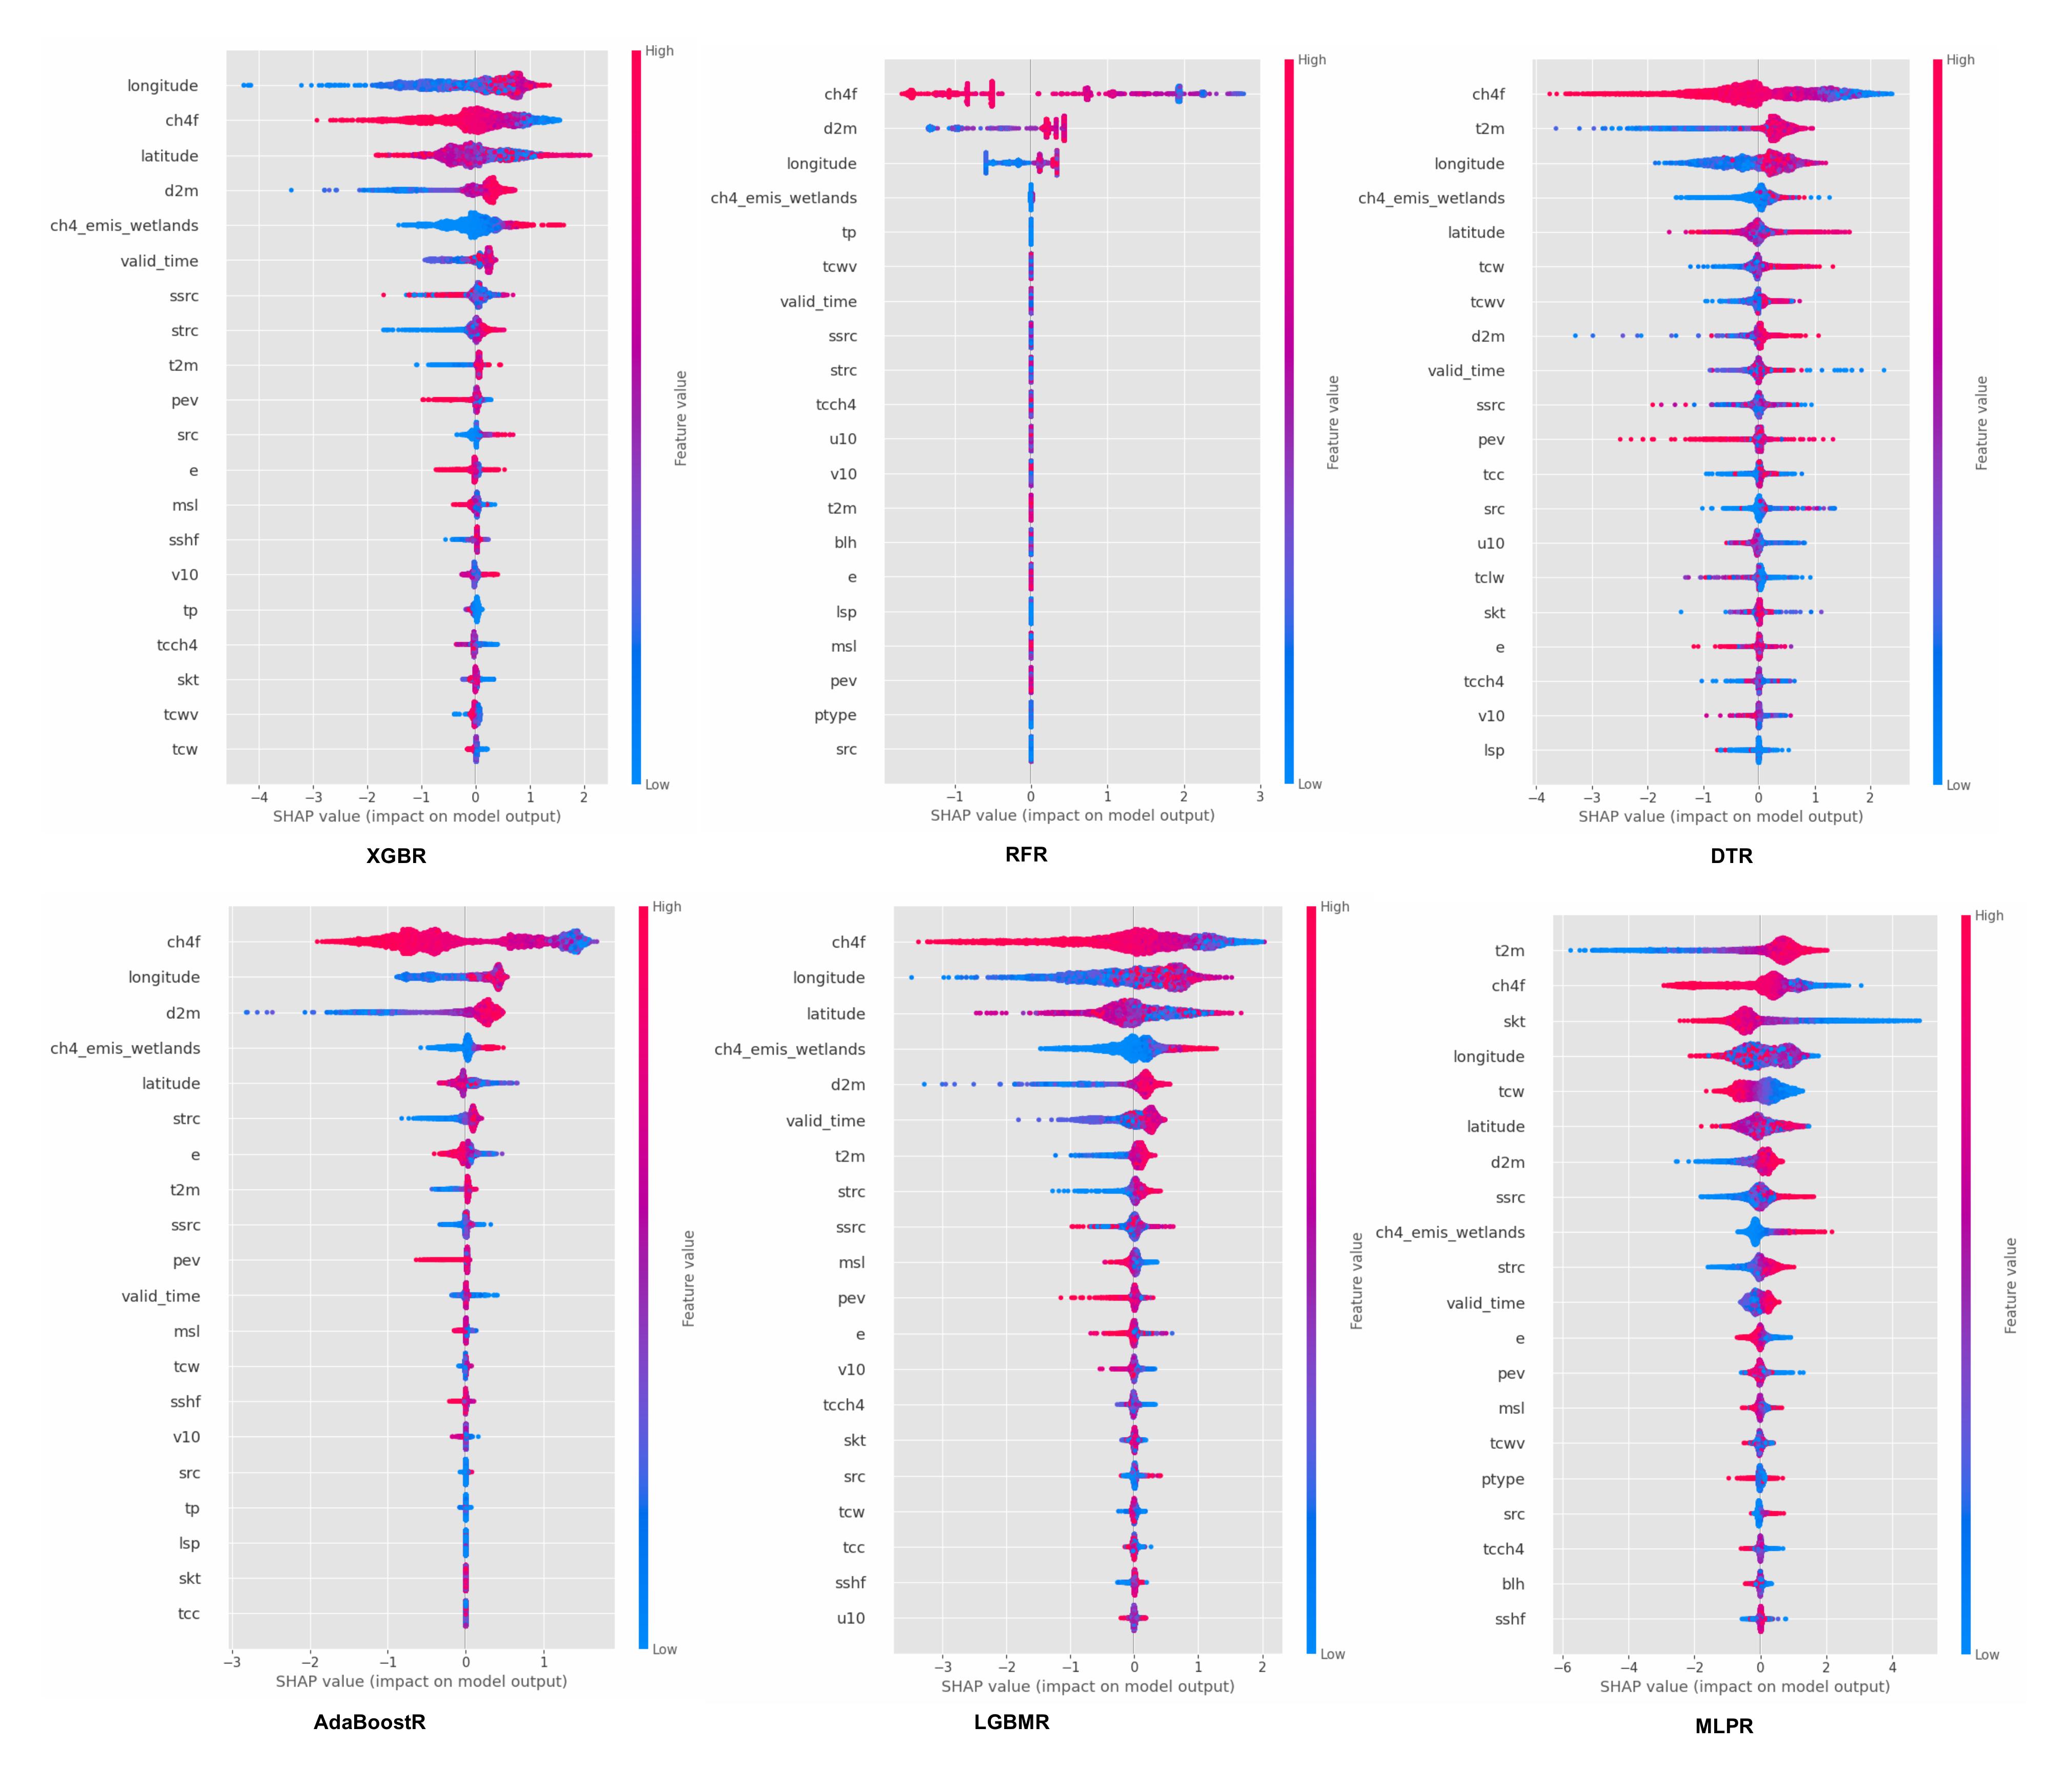 High
longitude
ch4f
latitude
d2m
ch4_emis_wetlands
valid_time
ssrc
strc
t2m
pev
src
e
msl
sshf
v10
tp
tcch4
skt
tcwv
tcw
Feature value
Low
−4 −3 −2 −1 0 1 2
SHAP value (impact on model output)
XGBR
High
ch4f
d2m
longitude
ch4_emis_wetlands
tp
tcwv
valid_time
ssrc
strc
tcch4
u10
v10
t2m
blh
e
lsp
msl
pev
ptype
src
Feature value
Low
−1 0 1 2 3
SHAP value (impact on model output)
RFR
High
ch4f
t2m
longitude
ch4_emis_wetlands
latitude
tcw
tcwv
d2m
valid_time
ssrc
pev
tcc
src
u10
tclw
skt
e
tcch4
v10
lsp
Feature value
Low
−4 −3 −2 −1 0 1 2
SHAP value (impact on model output)
DTR
High
ch4f
longitude
d2m
ch4_emis_wetlands
latitude
strc
e
t2m
ssrc
pev
valid_time
msl
tcw
sshf
v10
src
tp
lsp
skt
tcc
Feature value
Low
−3 −2 −1 0 1
SHAP value (impact on model output)
AdaBoostR
High
ch4f
longitude
latitude
ch4_emis_wetlands
d2m
valid_time
t2m
strc
ssrc
msl
pev
e
v10
tcch4
skt
src
tcw
tcc
sshf
u10
Feature value
Low
−3 −2 −1 0 1 2
SHAP value (impact on model output)
LGBMR
High
t2m
ch4f
skt
longitude
tcw
latitude
d2m
ssrc
ch4_emis_wetlands
strc
valid_time
e
pev
msl
tcwv
ptype
src
tcch4
blh
sshf
Feature value
Low
−6 −4 −2 0 2 4
SHAP value (impact on model output)
MLPR